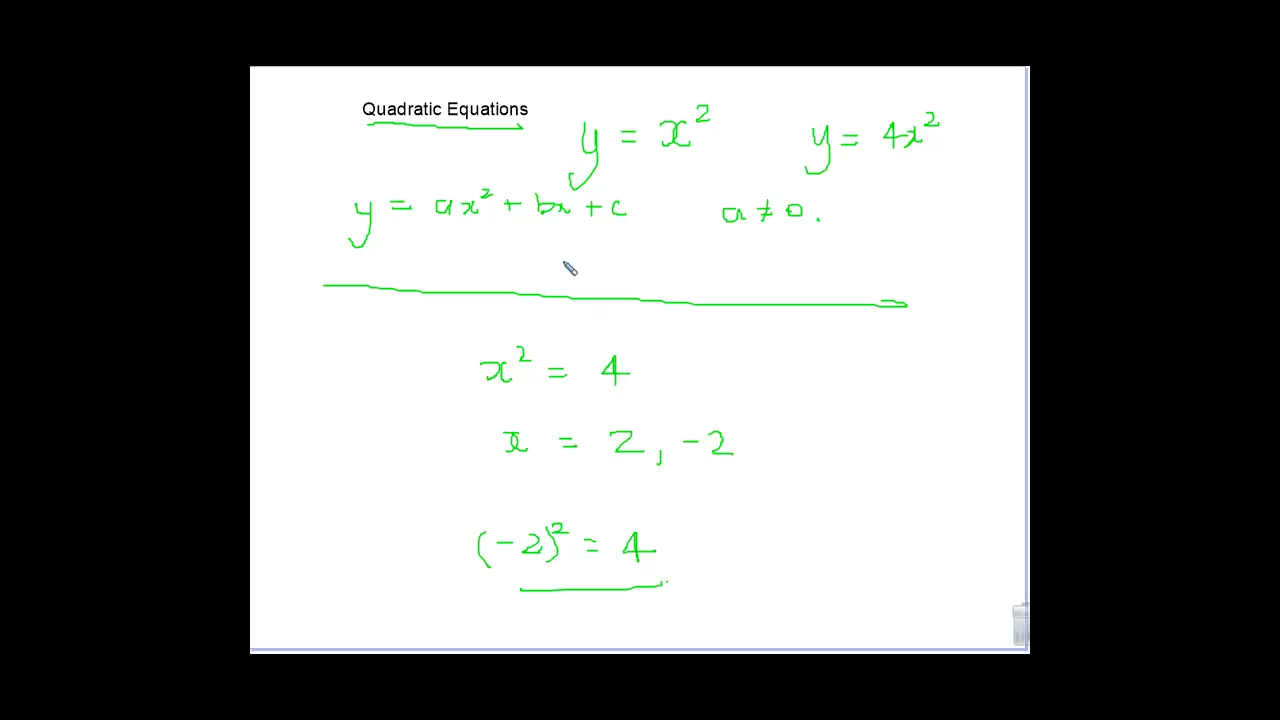 Quadratic Equations
y = x² y = 4x²
y = ax² + bx + c a ≠ 0.
x² = 4
x = 2, -2
(-2)² = 4